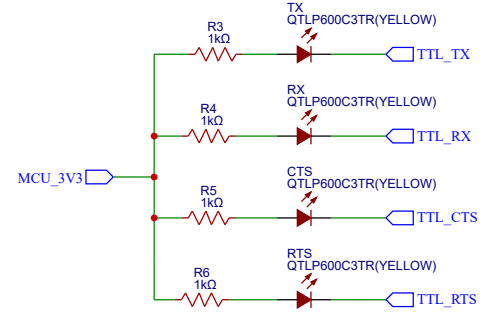 TX
R3
QTLP600C3TR(YELLOW)
1kΩ
TTL_TX
RX
R4
QTLP600C3TR(YELLOW)
1kΩ
TTL_RX
MCU_3V3
CTS
R5
QTLP600C3TR(YELLOW)
1kΩ
TTL_CTS
RTS
R6
QTLP600C3TR(YELLOW)
1kΩ
TTL_RTS